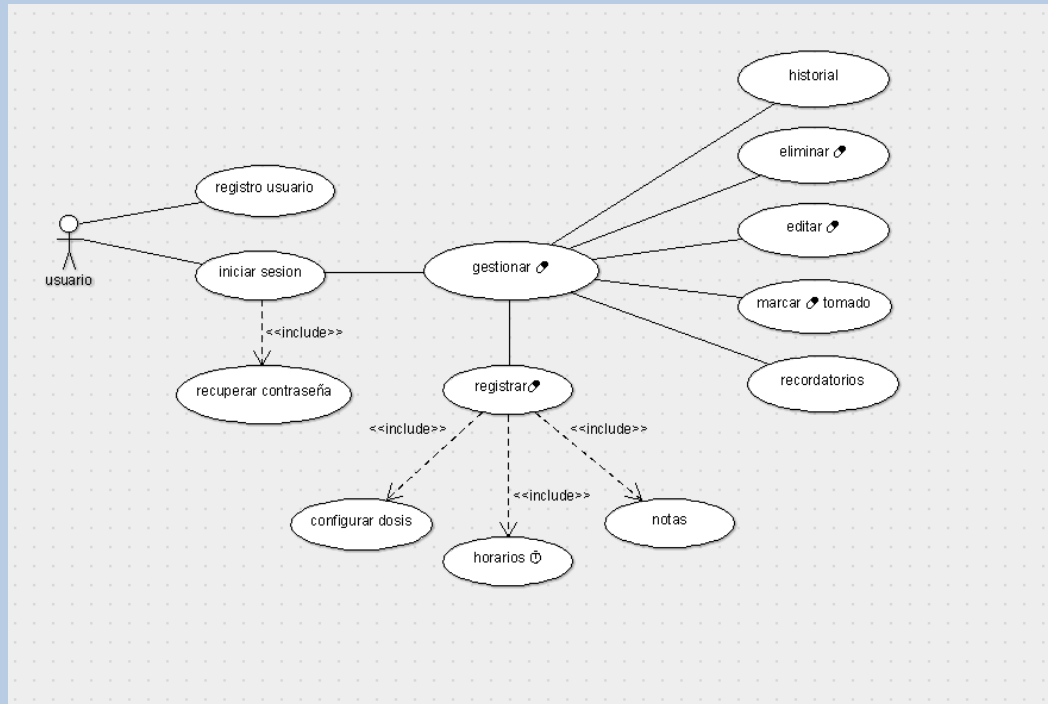 historial
eliminar
registro usuario
editar
usuario
iniciar sesion
gestionar
marcar tomado
<<include>>
recuperar contraseña
registrar
recordatorios
<<include>>
<<include>>
<<include>>
configurar dosis
notas
horarios